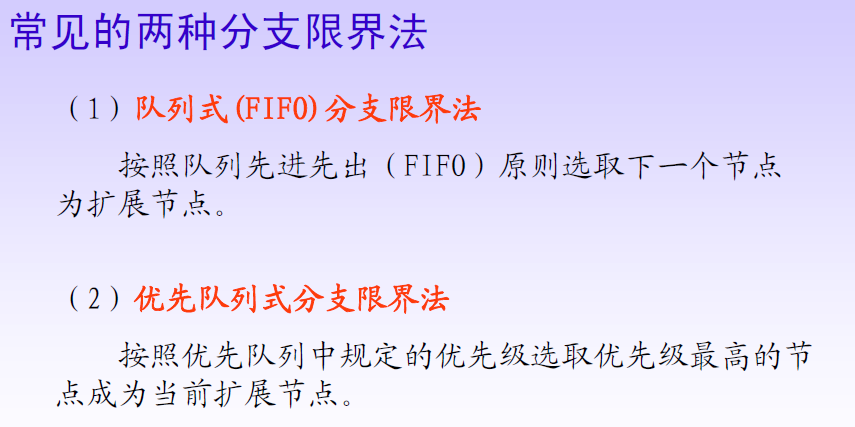 常见的两种分支限界法
（1）队列式(FIFO)分支限界法
按照队列先进先出（FIFO）原则选取下一个节点
为扩展节点。
（2）优先队列式分支限界法
按照优先队列中规定的优先级选取优先级最高的节
点成为当前扩展节点。